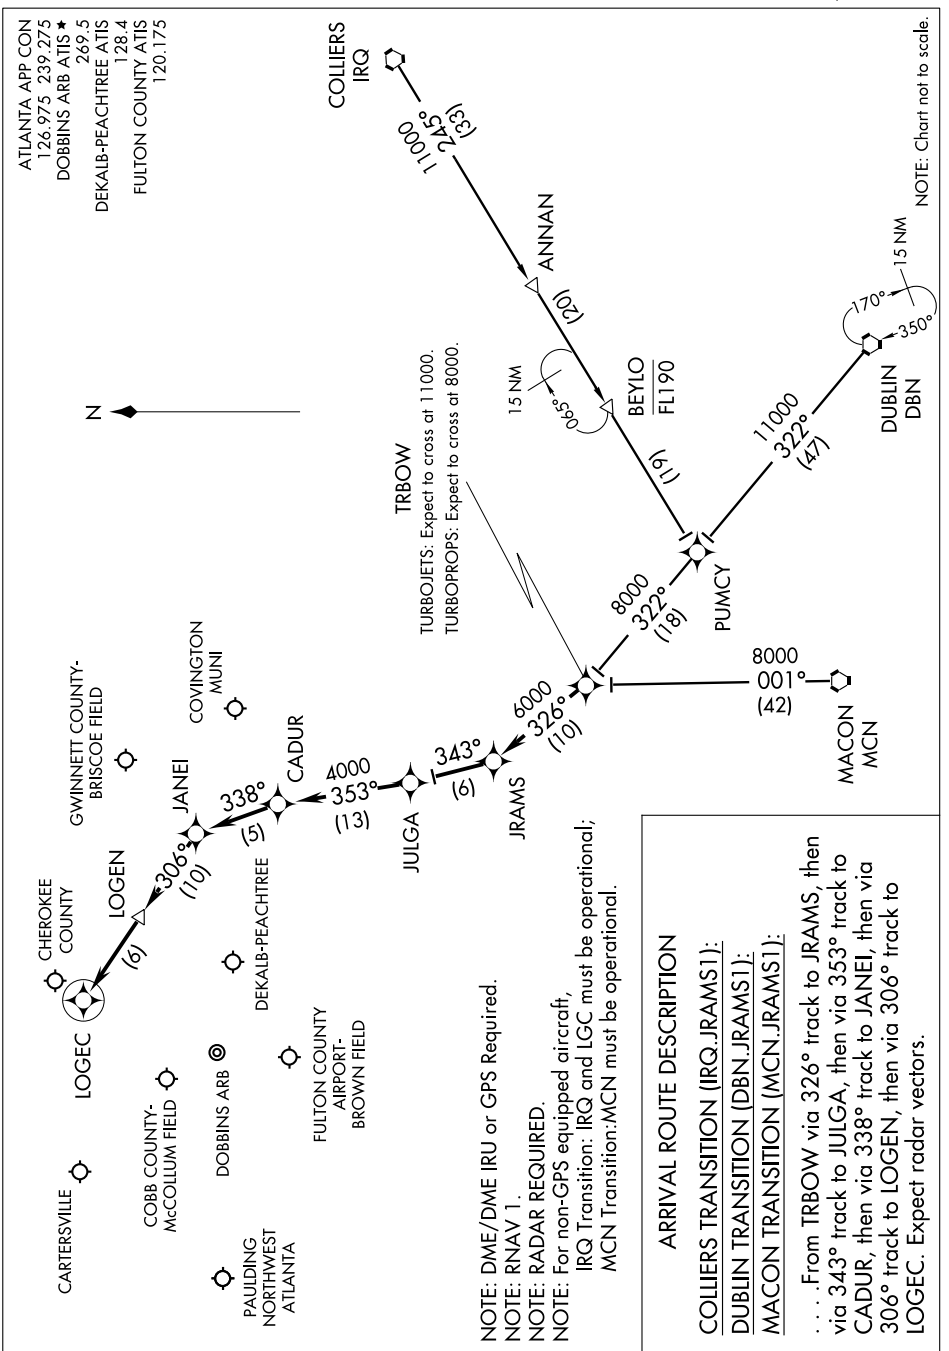 ATLANTA APP CON
126.975 239.275
DOBBINS ARB ATIS ★
269.5
DEKALB-PEACHTREE ATIS
128.4
FULTON COUNTY ATIS
120.175
N
COLLIERS
IRQ
11000
245°
(33)
ANNAN
(20)
15 NM
065°
BEYLO
FL190
(19)
NOTE: Chart not to scale.
15 NM
170°
350°
DUBLIN
DBN
11000
322°
(47)
PUMCY
8000
322°
(18)
TRBOW
TURBOJETS: Expect to cross at 11000.
TURBOPROPS: Expect to cross at 8000.
8000
001°
(42)
MACON
MCN
6000
326°
(10)
JRAMS
343°
(6)
JULGA
4000
353°
(13)
CADUR
338°
(5)
JANEI
306°
(10)
LOGEN
(6)
LOGEC
COVINGTON
MUNI
GWINNETT COUNTY-
BRISCOE FIELD
CHEROKEE
COUNTY
DEKALB-PEACHTREE
CARTERSVILLE
COBB COUNTY-
McCOLLUM FIELD
DOBBINS ARB
FULTON COUNTY
AIRPORT-
BROWN FIELD
PAULDING
NORTHWEST
ATLANTA
NOTE: DME/DME IRU or GPS Required.
NOTE: RNAV 1.
NOTE: RADAR REQUIRED.
NOTE: For non-GPS equipped aircraft,
IRQ Transition: IRQ and LGC must be operational;
MCN Transition:MCN must be operational.
ARRIVAL ROUTE DESCRIPTION
COLLIERS TRANSITION (IRQ.JRAMS1):
DUBLIN TRANSITION (DBN.JRAMS1):
MACON TRANSITION (MCN.JRAMS1):
. . . .From TRBOW via 326° track to JRAMS, then
via 343° track to JULGA, then via 353° track to
CADUR, then via 338° track to JANEI, then via
306° track to LOGEN, then via 306° track to
LOGEC. Expect radar vectors.